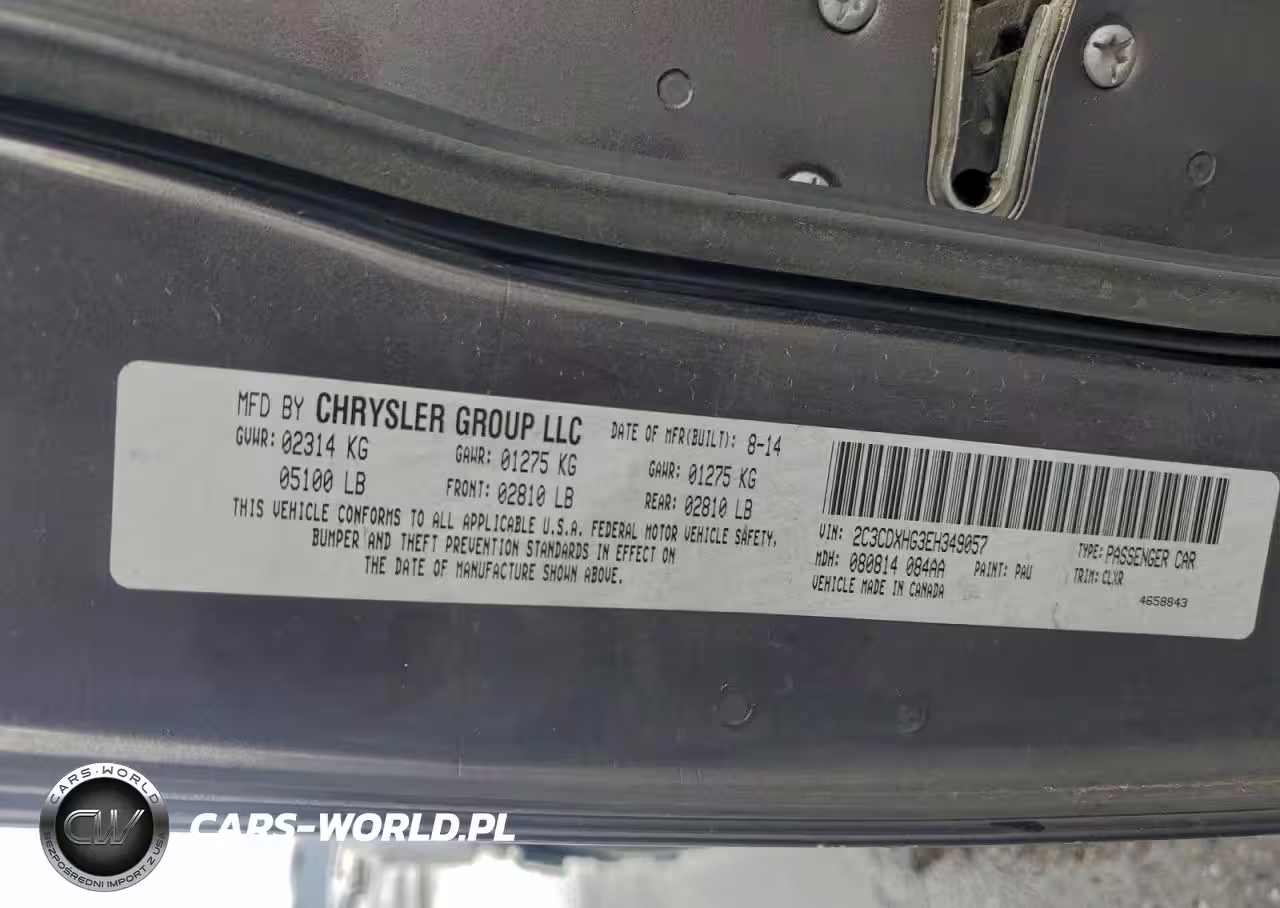 MFD BY CHRYSLER GROUP LLC DATE OF MFR(BUILT): 8-14
GVWR: 02314 KG GAWR: 01275 KG GAWR: 01275 KG
05100 LB FRONT: 02810 LB REAR: 02810 LB
THIS VEHICLE CONFORMS TO ALL APPLICABLE U.S.A. FEDERAL MOTOR VEHICLE SAFETY,
BUMPER AND THEFT PREVENTION STANDARDS IN EFFECT ON
THE DATE OF MANUFACTURE SHOWN ABOVE.
VIN: 2C3CDXHG3EH349057 TYPE: PASSENGER CAR
MDH: 080814 084AA PAINT: PAU TRIM: CLXR
VEHICLE MADE IN CANADA 4658843
CARS-WORLD
CW
BEZPOŚREDNI IMPORT Z USA
CARS-WORLD.PL